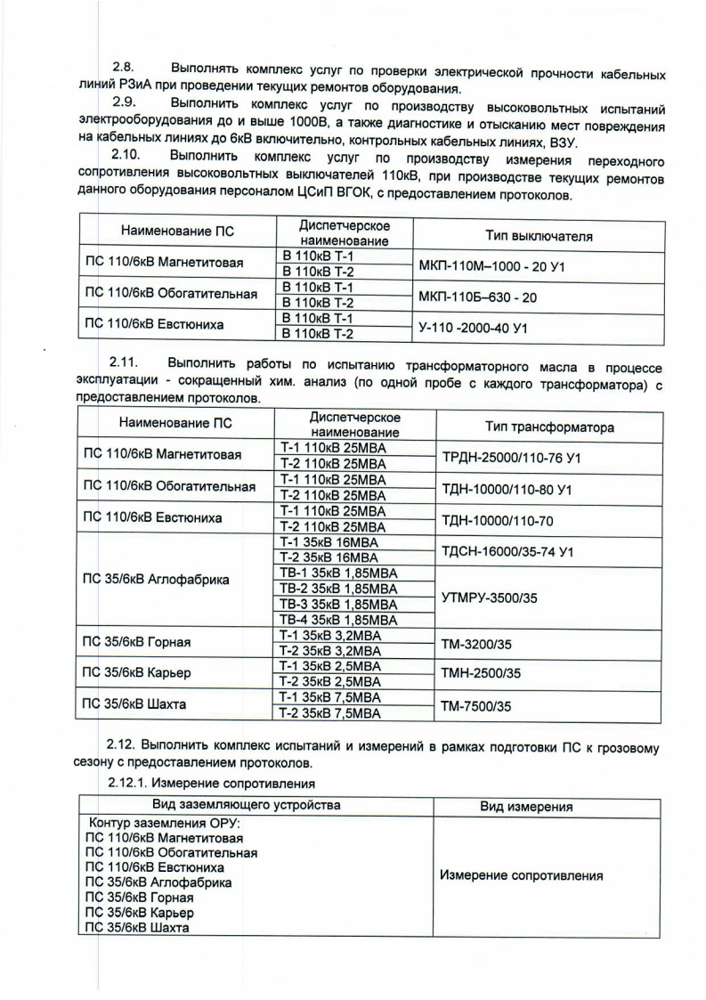 2.8. Выполнять комплекс услуг по проверки электрической прочности кабельных
линий РЗиА при проведении текущих ремонтов оборудования.
2.9. Выполнить комплекс услуг по производству высоковольтных испытаний
электрооборудования до и выше 1000В, а также диагностике и отысканию мест повреждения
на кабельных линиях до 6кВ включительно, контрольных кабельных линиях, ВЗУ.
2.10. Выполнить комплекс услуг по производству измерения переходного
сопротивления высоковольтных выключателей 110кВ, при производстве текущих ремонтов
данного оборудования персоналом ЦСиП ВГОК, с предоставлением протоколов.
Наименование ПС
Диспетчерское
наименование
Тип выключателя
ПС 110/6кВ Магнетитовая
В 110кВ Т-1
В 110кВ Т-2
МКП-110М–1000 - 20 У1
ПС 110/6кВ Обогатительная
В 110кВ Т-1
В 110кВ Т-2
МКП-110Б–630 - 20
ПС 110/6кВ Евстюниха
В 110кВ Т-1
В 110кВ Т-2
У-110 -2000-40 У1
2.11. Выполнить работы по испытанию трансформаторного масла в процессе
эксплуатации - сокращенный хим. анализ (по одной пробе с каждого трансформатора) с
предоставлением протоколов.
Наименование ПС
Диспетчерское
наименование
Тип трансформатора
ПС 110/6кВ Магнетитовая
Т-1 110кВ 25МВА
Т-2 110кВ 25МВА
ТРДН-25000/110-76 У1
ПС 110/6кВ Обогатительная
Т-1 110кВ 25МВА
Т-2 110кВ 25МВА
ТДН-10000/110-80 У1
ПС 110/6кВ Евстюниха
Т-1 110кВ 25МВА
Т-2 110кВ 25МВА
ТДН-10000/110-70
ПС 35/6кВ Аглофабрика
Т-1 35кВ 16МВА
Т-2 35кВ 16МВА
ТДСН-16000/35-74 У1
ТВ-1 35кВ 1,85МВА
ТВ-2 35кВ 1,85МВА
ТВ-3 35кВ 1,85МВА
ТВ-4 35кВ 1,85МВА
УТМРУ-3500/35
ПС 35/6кВ Горная
Т-1 35кВ 3,2МВА
Т-2 35кВ 3,2МВА
ТМ-3200/35
ПС 35/6кВ Карьер
Т-1 35кВ 2,5МВА
Т-2 35кВ 2,5МВА
ТМН-2500/35
ПС 35/6кВ Шахта
Т-1 35кВ 7,5МВА
Т-2 35кВ 7,5МВА
ТМ-7500/35
2.12. Выполнить комплекс испытаний и измерений в рамках подготовки ПС к грозовому
сезону с предоставлением протоколов.
2.12.1. Измерение сопротивления
Вид заземляющего устройства
Вид измерения
Контур заземления ОРУ:
ПС 110/6кВ Магнетитовая
ПС 110/6кВ Обогатительная
ПС 110/6кВ Евстюниха
ПС 35/6кВ Аглофабрика
ПС 35/6кВ Горная
ПС 35/6кВ Карьер
ПС 35/6кВ Шахта
Измерение сопротивления